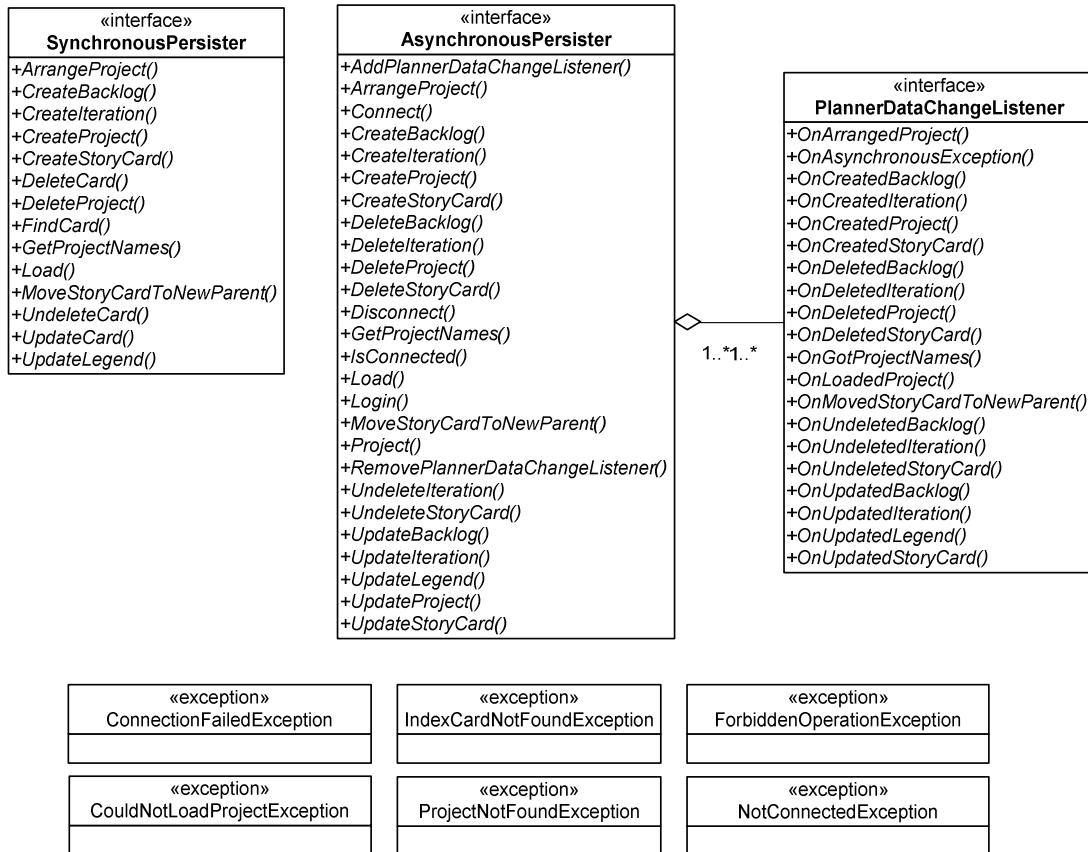 «interface»
SynchronousPersister
+ArrangeProject()
+CreateBacklog()
+CreateIteration()
+CreateProject()
+CreateStoryCard()
+DeleteCard()
+DeleteProject()
+FindCard()
+GetProjectNames()
+Load()
+MoveStoryCardToNewParent()
+UndeleteCard()
+UpdateCard()
+UpdateLegend()
«interface»
AsynchronousPersister
+AddPlannerDataChangeListener()
+ArrangeProject()
+Connect()
+CreateBacklog()
+CreateIteration()
+CreateProject()
+CreateStoryCard()
+DeleteBacklog()
+DeleteIteration()
+DeleteProject()
+DeleteStoryCard()
+Disconnect()
+GetProjectNames()
+IsConnected()
+Load()
+Login()
+MoveStoryCardToNewParent()
+Project()
+RemovePlannerDataChangeListener()
+UndeleteIteration()
+UndeleteStoryCard()
+UpdateBacklog()
+UpdateIteration()
+UpdateLegend()
+UpdateProject()
+UpdateStoryCard()
1..*1..*
«interface»
PlannerDataChangeListener
+OnArrangedProject()
+OnAsynchronousException()
+OnCreatedBacklog()
+OnCreatedIteration()
+OnCreatedProject()
+OnCreatedStoryCard()
+OnDeletedBacklog()
+OnDeletedIteration()
+OnDeletedProject()
+OnDeletedStoryCard()
+OnGotProjectNames()
+OnLoadedProject()
+OnMovedStoryCardToNewParent()
+OnUndeletedBacklog()
+OnUndeletedIteration()
+OnUndeletedStoryCard()
+OnUpdatedBacklog()
+OnUpdatedIteration()
+OnUpdatedLegend()
+OnUpdatedStoryCard()
«exception»
ConnectionFailedException
«exception»
IndexCardNotFoundException
«exception»
ForbiddenOperationException
«exception»
CouldNotLoadProjectException
«exception»
ProjectNotFoundException
«exception»
NotConnectedException